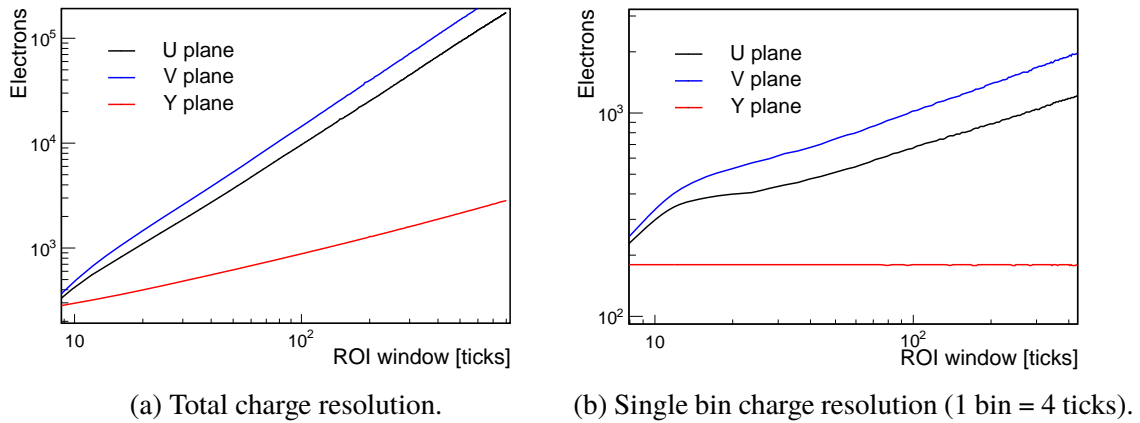 Electrons
10^5
10^4
10^3
U plane
V plane
Y plane
10
10^2
ROI window [ticks]
(a) Total charge resolution.
Electrons
10^3
10^2
U plane
V plane
Y plane
10
10^2
ROI window [ticks]
(b) Single bin charge resolution (1 bin = 4 ticks).